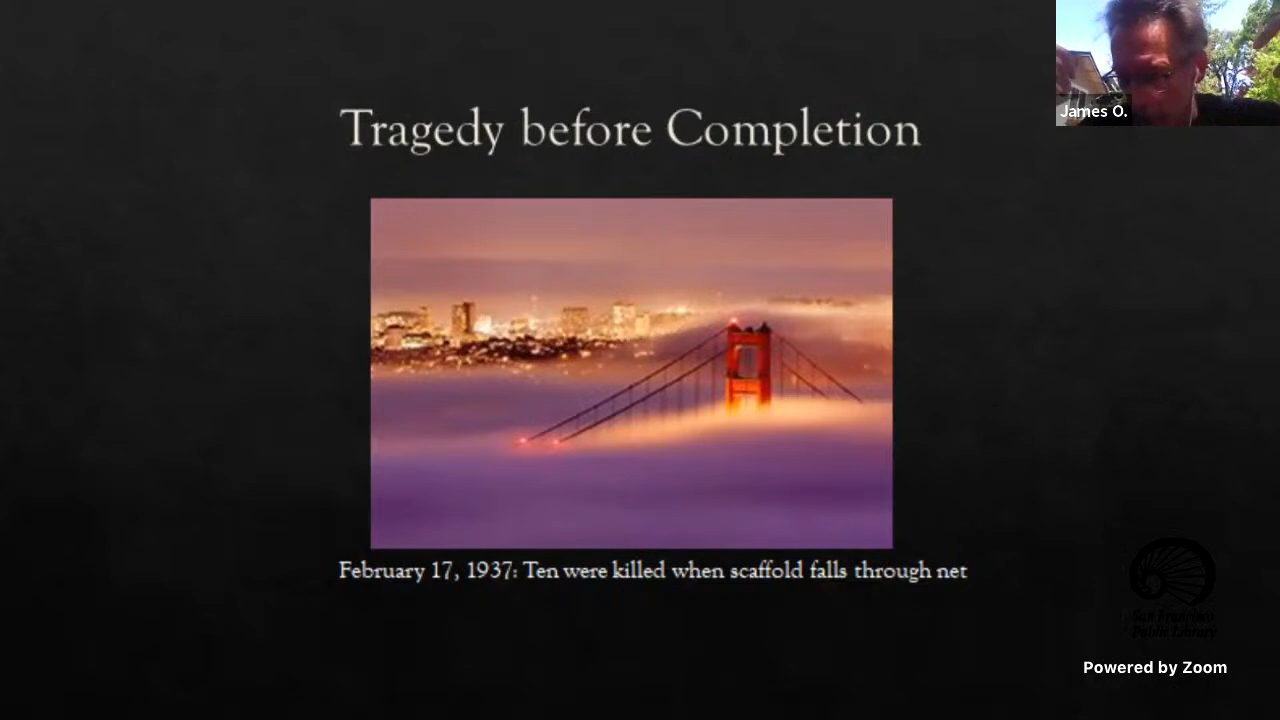 Tragedy before Completion
James O.
February 17, 1937: Ten were killed when scaffold falls through net
San Francisco
Public Library
Powered by Zoom